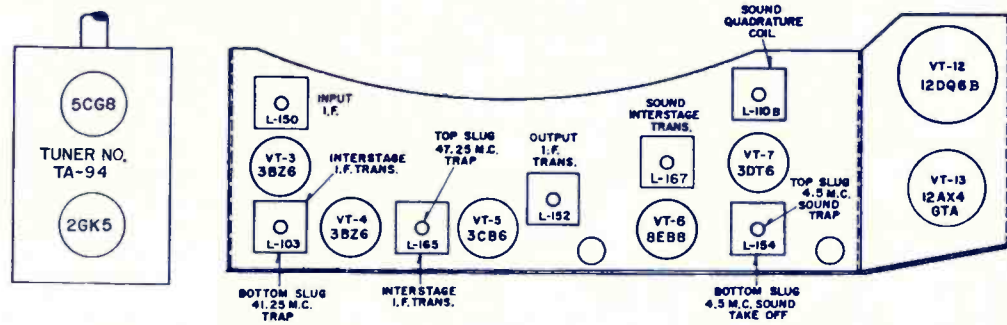 5CG8
TUNER NO.
TA-94
2GK5
INPUT
I.F.
L-150
VT-3
3BZ6
INTERSTAGE
I.F. TRANS.
L-103
BOTTOM SLUG
41.25 M.C.
TRAP
VT-4
3BZ6
TOP SLUG
47.25 M.C.
TRAP
L-165
INTERSTAGE
I.F. TRANS.
VT-5
3CB6
OUTPUT
I.F.
TRANS.
L-152
SOUND
INTERSTAGE
TRANS.
L-167
VT-6
8EB8
SOUND
QUADRATURE
COIL
L-110B
VT-7
3DT6
TOP SLUG
4.5 M.C.
SOUND
TRAP
L-154
BOTTOM SLUG
4.5 M.C. SOUND
TAKE OFF
VT-12
12DQ6B
VT-13
12AX4
GTA